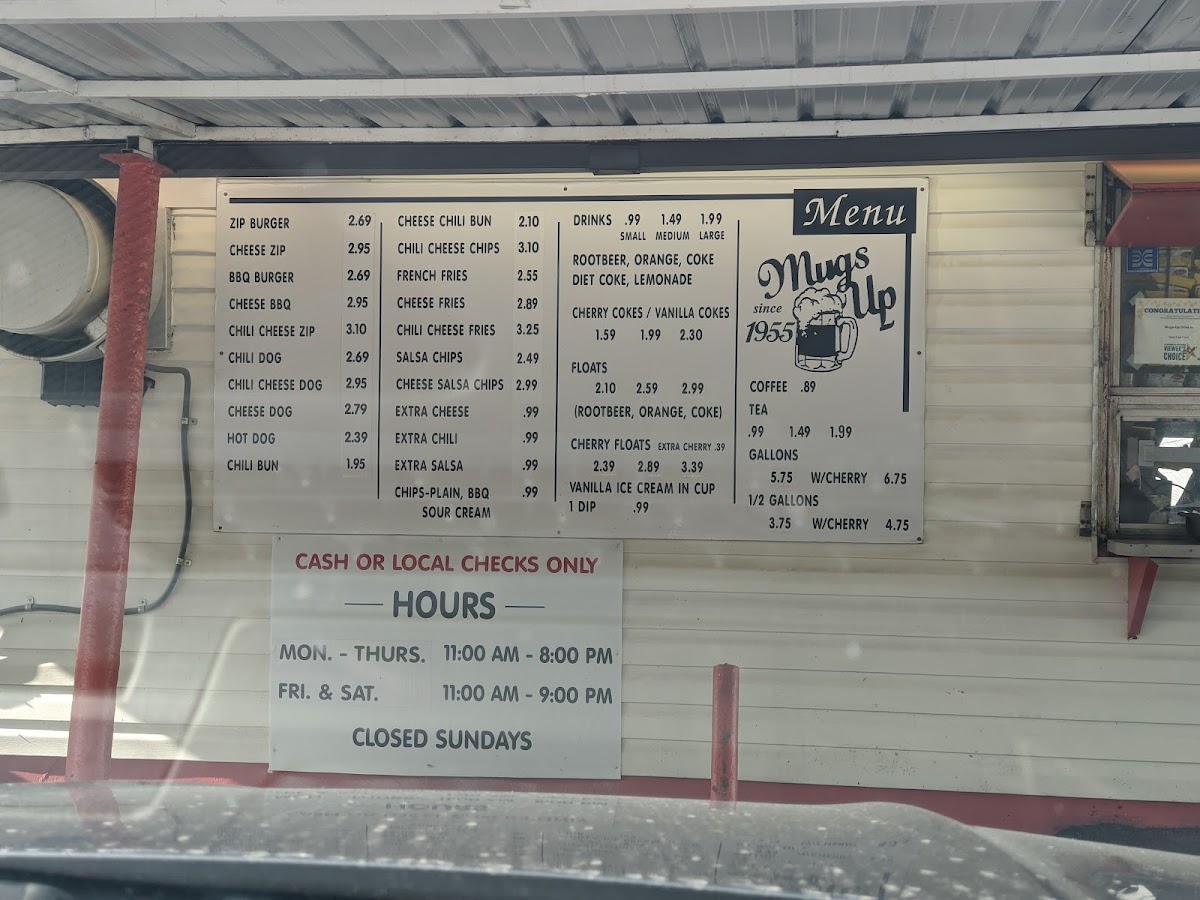 Menu
Mugs
Up
since
1955
ZIP BURGER 2.69
CHEESE ZIP 2.95
BBQ BURGER 2.69
CHEESE BBQ 2.95
CHILI CHEESE ZIP 3.10
CHILI DOG 2.69
CHILI CHEESE DOG 2.95
CHEESE DOG 2.79
HOT DOG 2.39
CHILI BUN 1.95
CHEESE CHILI BUN 2.10
CHILI CHEESE CHIPS 3.10
FRENCH FRIES 2.55
CHEESE FRIES 2.89
CHILI CHEESE FRIES 3.25
SALSA CHIPS 2.49
CHEESE SALSA CHIPS 2.99
EXTRA CHEESE .99
EXTRA CHILI .99
EXTRA SALSA .99
CHIPS-PLAIN, BBQ .99
SOUR CREAM
DRINKS .99 1.49 1.99
SMALL MEDIUM LARGE
ROOTBEER, ORANGE, COKE
DIET COKE, LEMONADE
CHERRY COKES / VANILLA COKES
1.59 1.99 2.30
FLOATS
2.10 2.59 2.99
(ROOTBEER, ORANGE, COKE)
CHERRY FLOATS EXTRA CHERRY .39
2.39 2.89 3.39
VANILLA ICE CREAM IN CUP
1 DIP .99
COFFEE .89
TEA
.99 1.49 1.99
GALLONS
5.75 W/CHERRY 6.75
1/2 GALLONS
3.75 W/CHERRY 4.75
CASH OR LOCAL CHECKS ONLY
HOURS
MON. - THURS. 11:00 AM - 8:00 PM
FRI. & SAT. 11:00 AM - 9:00 PM
CLOSED SUNDAYS
VIEWER'S
CHOICE